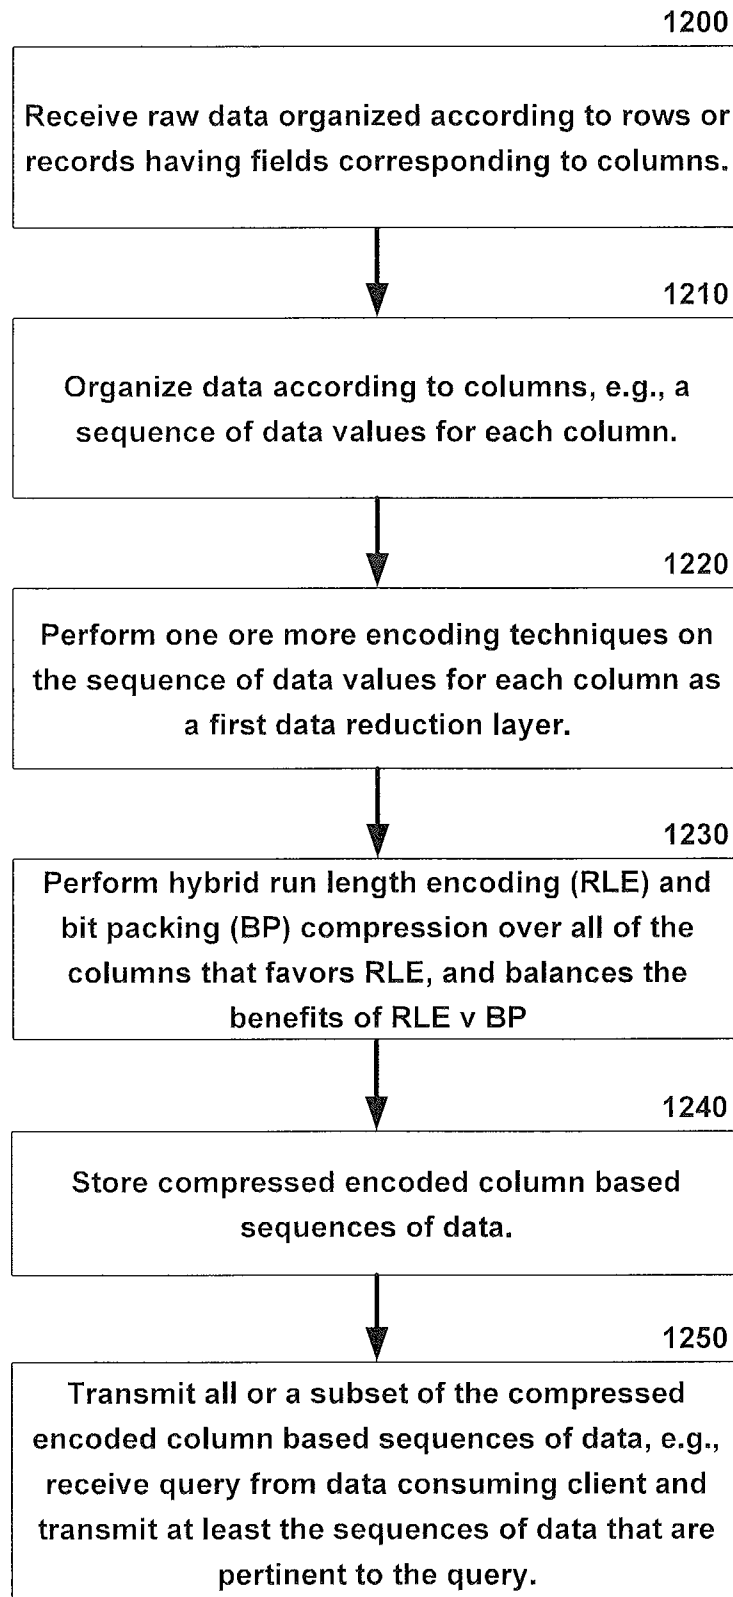 1200
Receive raw data organized according to rows or
records having fields corresponding to columns.
1210
Organize data according to columns, e.g., a
sequence of data values for each column.
1220
Perform one ore more encoding techniques on
the sequence of data values for each column as
a first data reduction layer.
1230
Perform hybrid run length encoding (RLE) and
bit packing (BP) compression over all of the
columns that favors RLE, and balances the
benefits of RLE v BP
1240
Store compressed encoded column based
sequences of data.
1250
Transmit all or a subset of the compressed
encoded column based sequences of data, e.g.,
receive query from data consuming client and
transmit at least the sequences of data that are
pertinent to the query.